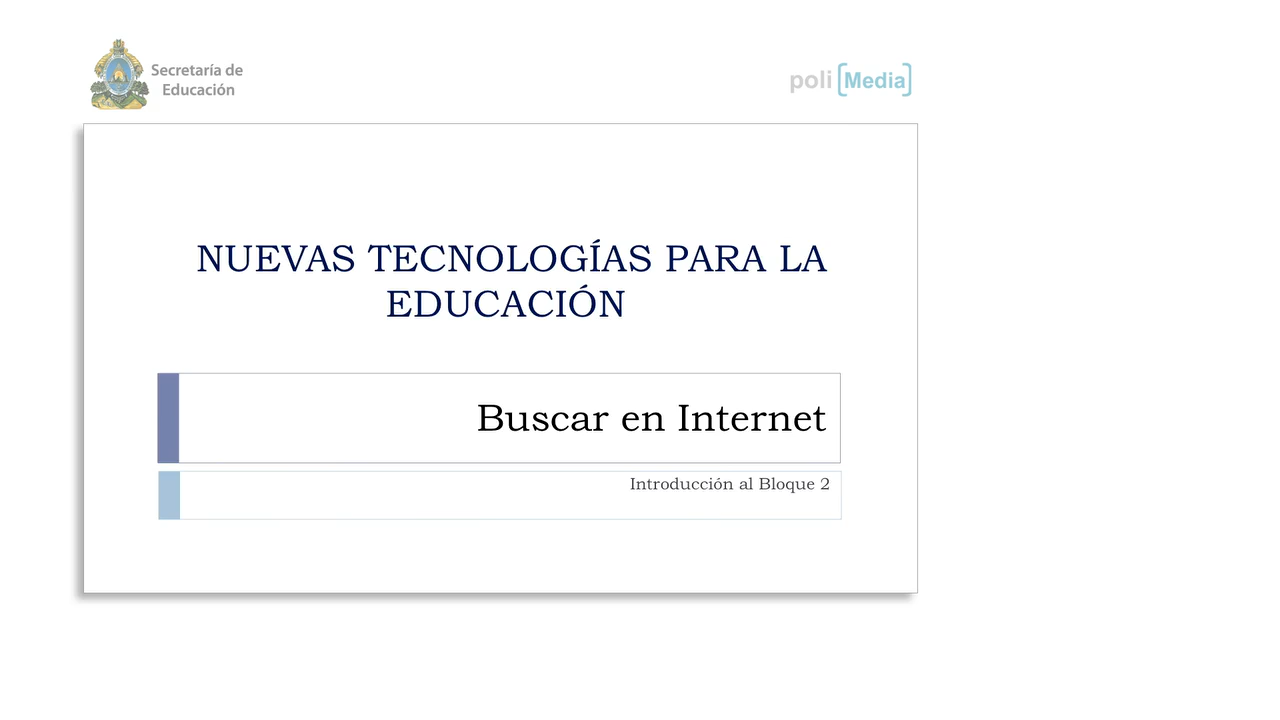 Secretaría de
Educación
poli [Media]
NUEVAS TECNOLOGÍAS PARA LA
EDUCACIÓN
Buscar en Internet
Introducción al Bloque 2